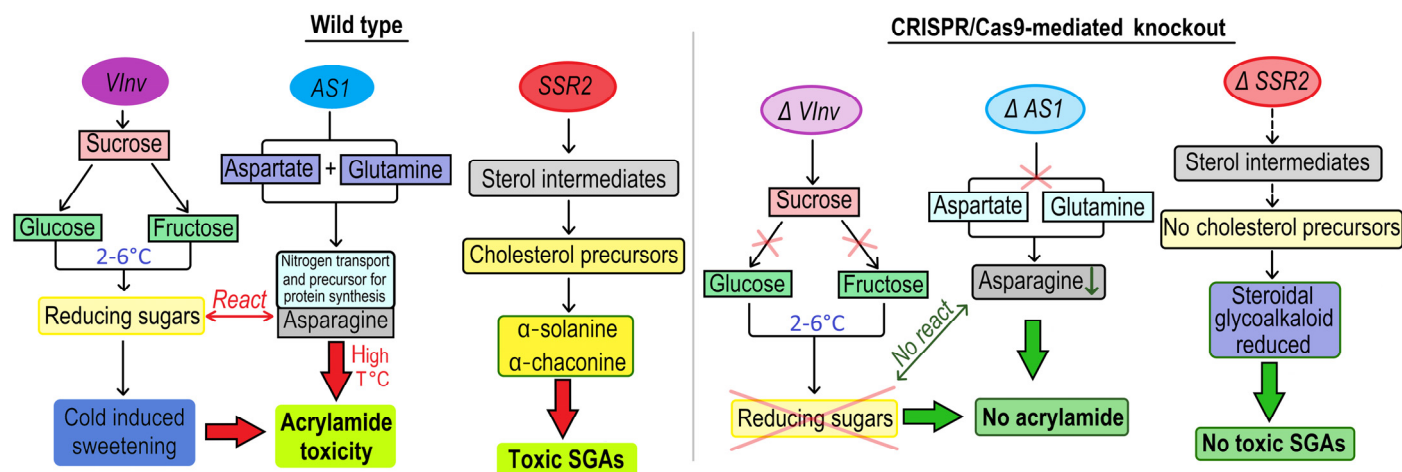 Wild type
VInv
AS1
SSR2
Sucrose
Aspartate + Glutamine
Sterol intermediates
Glucose
Fructose
2-6°C
Nitrogen transport
and precursor for
protein synthesis
Cholesterol precursors
Reducing sugars
React
Asparagine
α-solanine
α-chaconine
High
T°C
Cold induced
sweetening
Acrylamide
toxicity
Toxic SGAs
CRISPR/Cas9-mediated knockout
Δ VInv
Δ AS1
Δ SSR2
Sterol intermediates
Sucrose
Aspartate
Glutamine
No cholesterol precursors
Glucose
Fructose
Asparagine
2-6°C
No react
Steroidal
glycoalkaloid
reduced
Reducing sugars
No acrylamide
No toxic SGAs